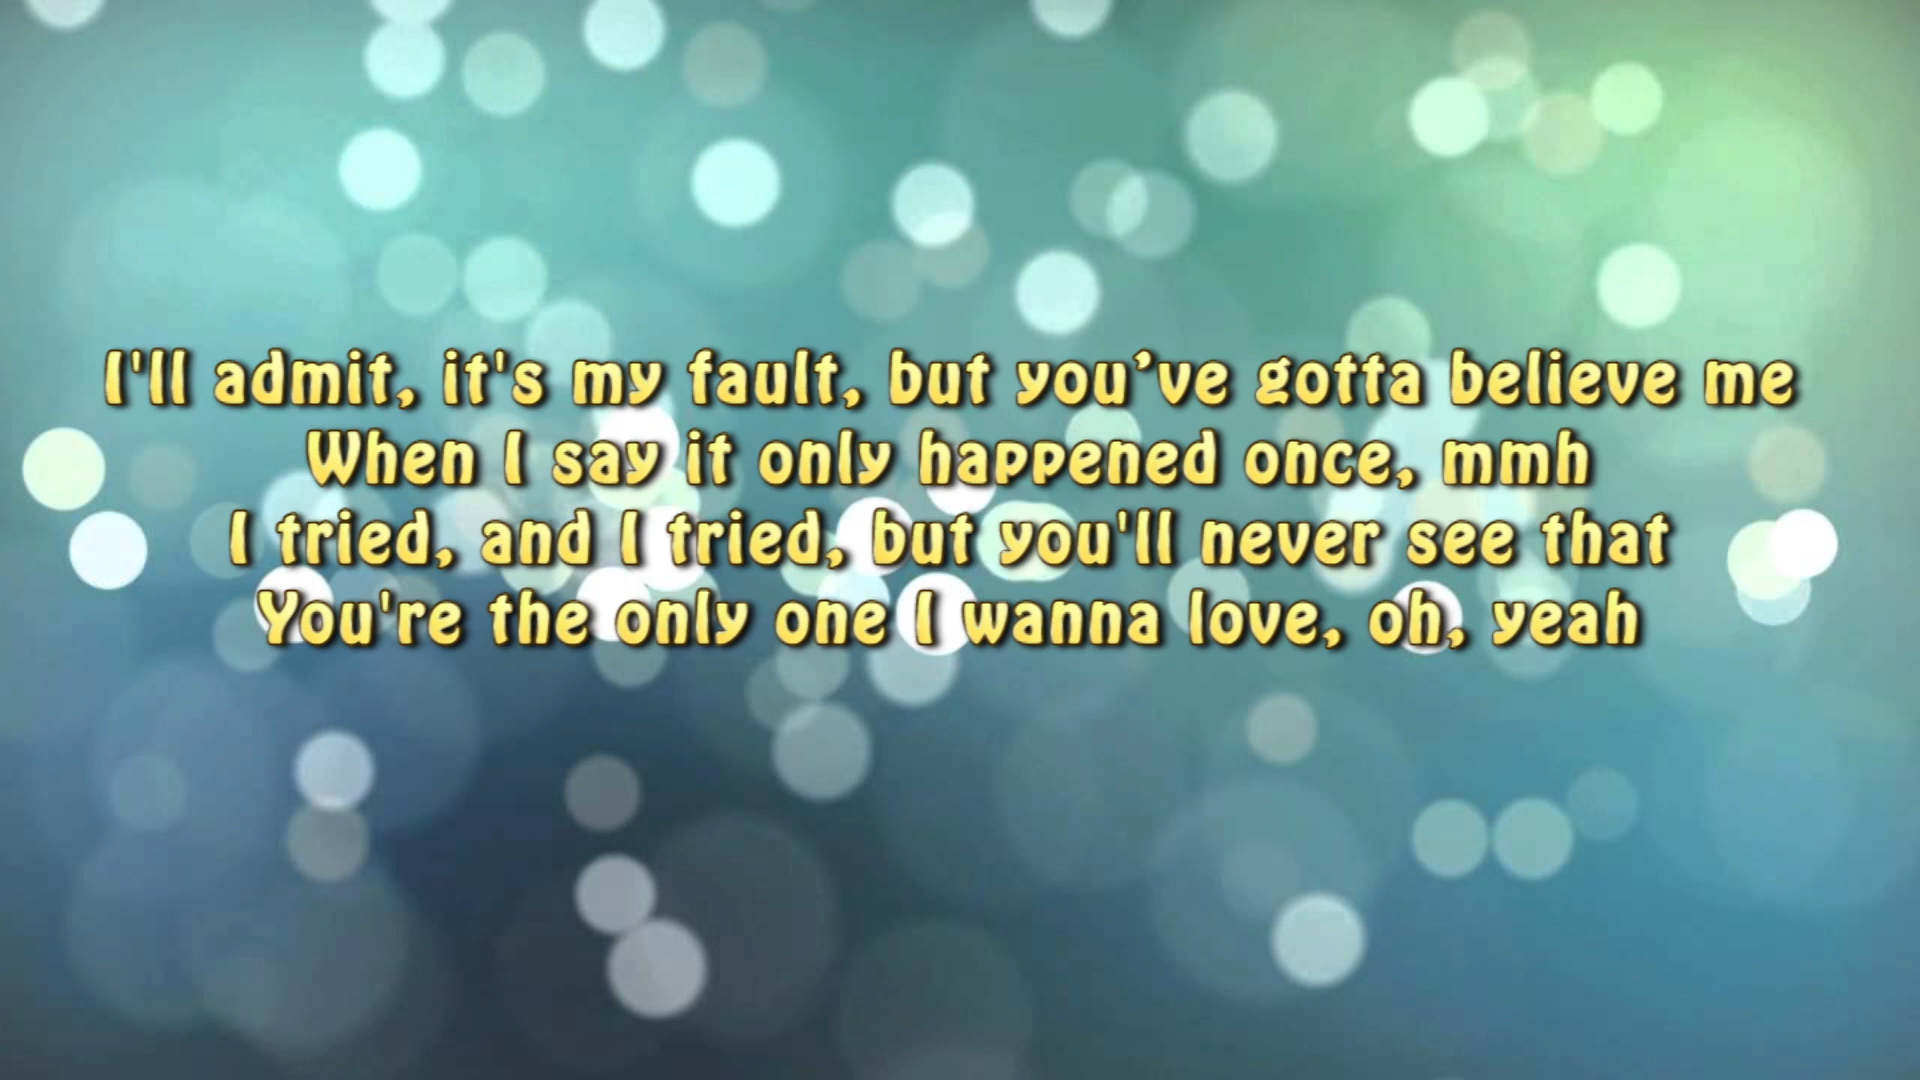 I'll admit, it's my fault, but you’ve gotta believe me
When I say it only happened once, mmh
I tried, and I tried, but you'll never see that
You're the only one I wanna love, oh, yeah